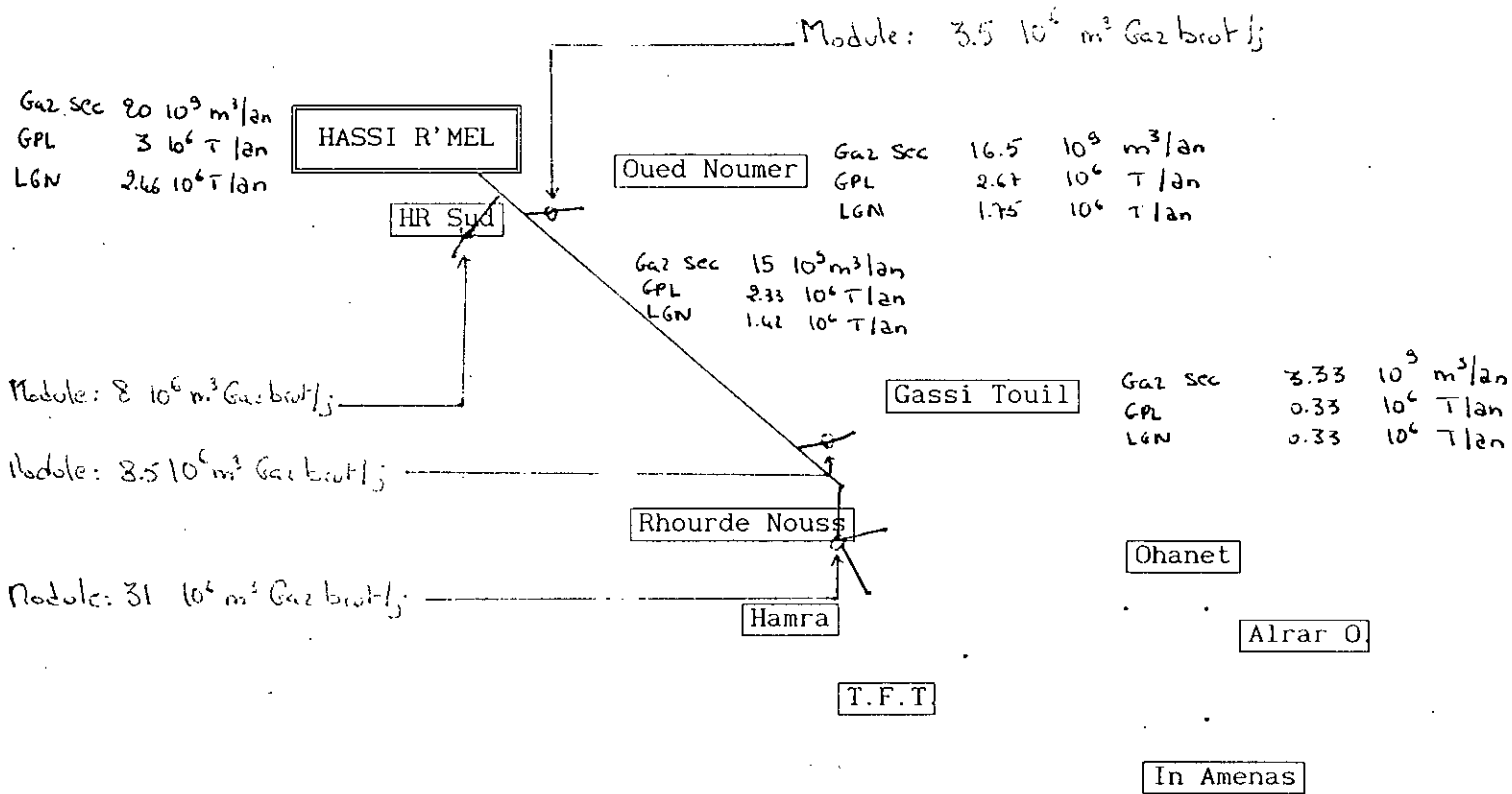 Module: 3.5 10⁶ m³ Gaz brut/j
Gaz sec 20 10⁹ m³/an
GPL 3 10⁶ T/an
LGN 2.46 10⁶ T/an
HASSI R'MEL
Oued Noumer
Gaz Sec 16.5 10⁹ m³/an
GPL 2.67 10⁶ T/an
LGN 1.75 10⁶ T/an
HR Sud
Gaz Sec 15 10⁹ m³/an
GPL 2.33 10⁶ T/an
LGN 1.42 10⁶ T/an
Module: 8 10⁶ m³ Gaz brut/j
Gassi Touil
Gaz Sec 3.33 10⁹ m³/an
GPL 0.33 10⁶ T/an
LGN 0.33 10⁶ T/an
Module: 8.5 10⁶ m³ Gaz brut/j
Rhourde Nouss
Ohanet
Module: 31 10⁶ m³ Gaz brut/j
Hamra
Alrar O.
T.F.T
In Amenas